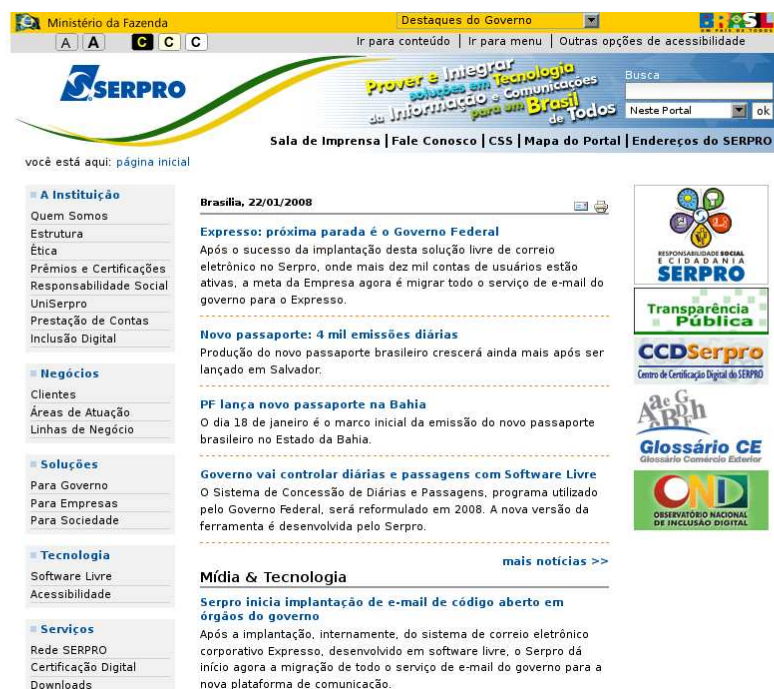 Ministério da Fazenda
Destaques do Governo
BRASIL
UM PAÍS DE TODOS
A A C C C
Ir para conteúdo | Ir para menu | Outras opções de acessibilidade
SERPRO
Prover e Integrar
soluções em Tecnologia
da Informação e Comunicações
para um Brasil
de Todos
Busca
Neste Portal
ok
Sala de Imprensa | Fale Conosco | CSS | Mapa do Portal | Endereços do SERPRO
você está aqui: página inicial
A Instituição
Quem Somos
Estrutura
Ética
Prêmios e Certificações
Responsabilidade Social
UniSerpro
Prestação de Contas
Inclusão Digital
Negócios
Clientes
Áreas de Atuação
Linhas de Negócio
Soluções
Para Governo
Para Empresas
Para Sociedade
Tecnologia
Software Livre
Acessibilidade
Serviços
Rede SERPRO
Certificação Digital
Downloads
Brasília, 22/01/2008
Expresso: próxima parada é o Governo Federal
Após o sucesso da implantação desta solução livre de correio
eletrônico no Serpro, onde mais dez mil contas de usuários estão
ativas, a meta da Empresa agora é migrar todo o serviço de e-mail do
governo para o Expresso.
Novo passaporte: 4 mil emissões diárias
Produção do novo passaporte brasileiro crescerá ainda mais após ser
lançado em Salvador.
PF lança novo passaporte na Bahia
O dia 18 de janeiro é o marco inicial da emissão do novo passaporte
brasileiro no Estado da Bahia.
Governo vai controlar diárias e passagens com Software Livre
O Sistema de Concessão de Diárias e Passagens, programa utilizado
pelo Governo Federal, será reformulado em 2008. A nova versão da
ferramenta é desenvolvida pelo Serpro.
mais notícias >>
Mídia & Tecnologia
Serpro inicia implantação de e-mail de código aberto em
órgãos do governo
Após a implantação, internamente, do sistema de correio eletrônico
corporativo Expresso, desenvolvido em software livre, o Serpro dá
início agora a migração de todo o serviço de e-mail do governo para a
nova plataforma de comunicação.
RESPONSABILIDADE SOCIAL
E CIDADANIA
SERPRO
Transparência
Pública
CCDSerpro
Centro de Certificação Digital do SERPRO
Aa e G h
A B D h
Glossário CE
Glossário Comércio Exterior
OND
OBSERVATÓRIO NACIONAL
DE INCLUSÃO DIGITAL